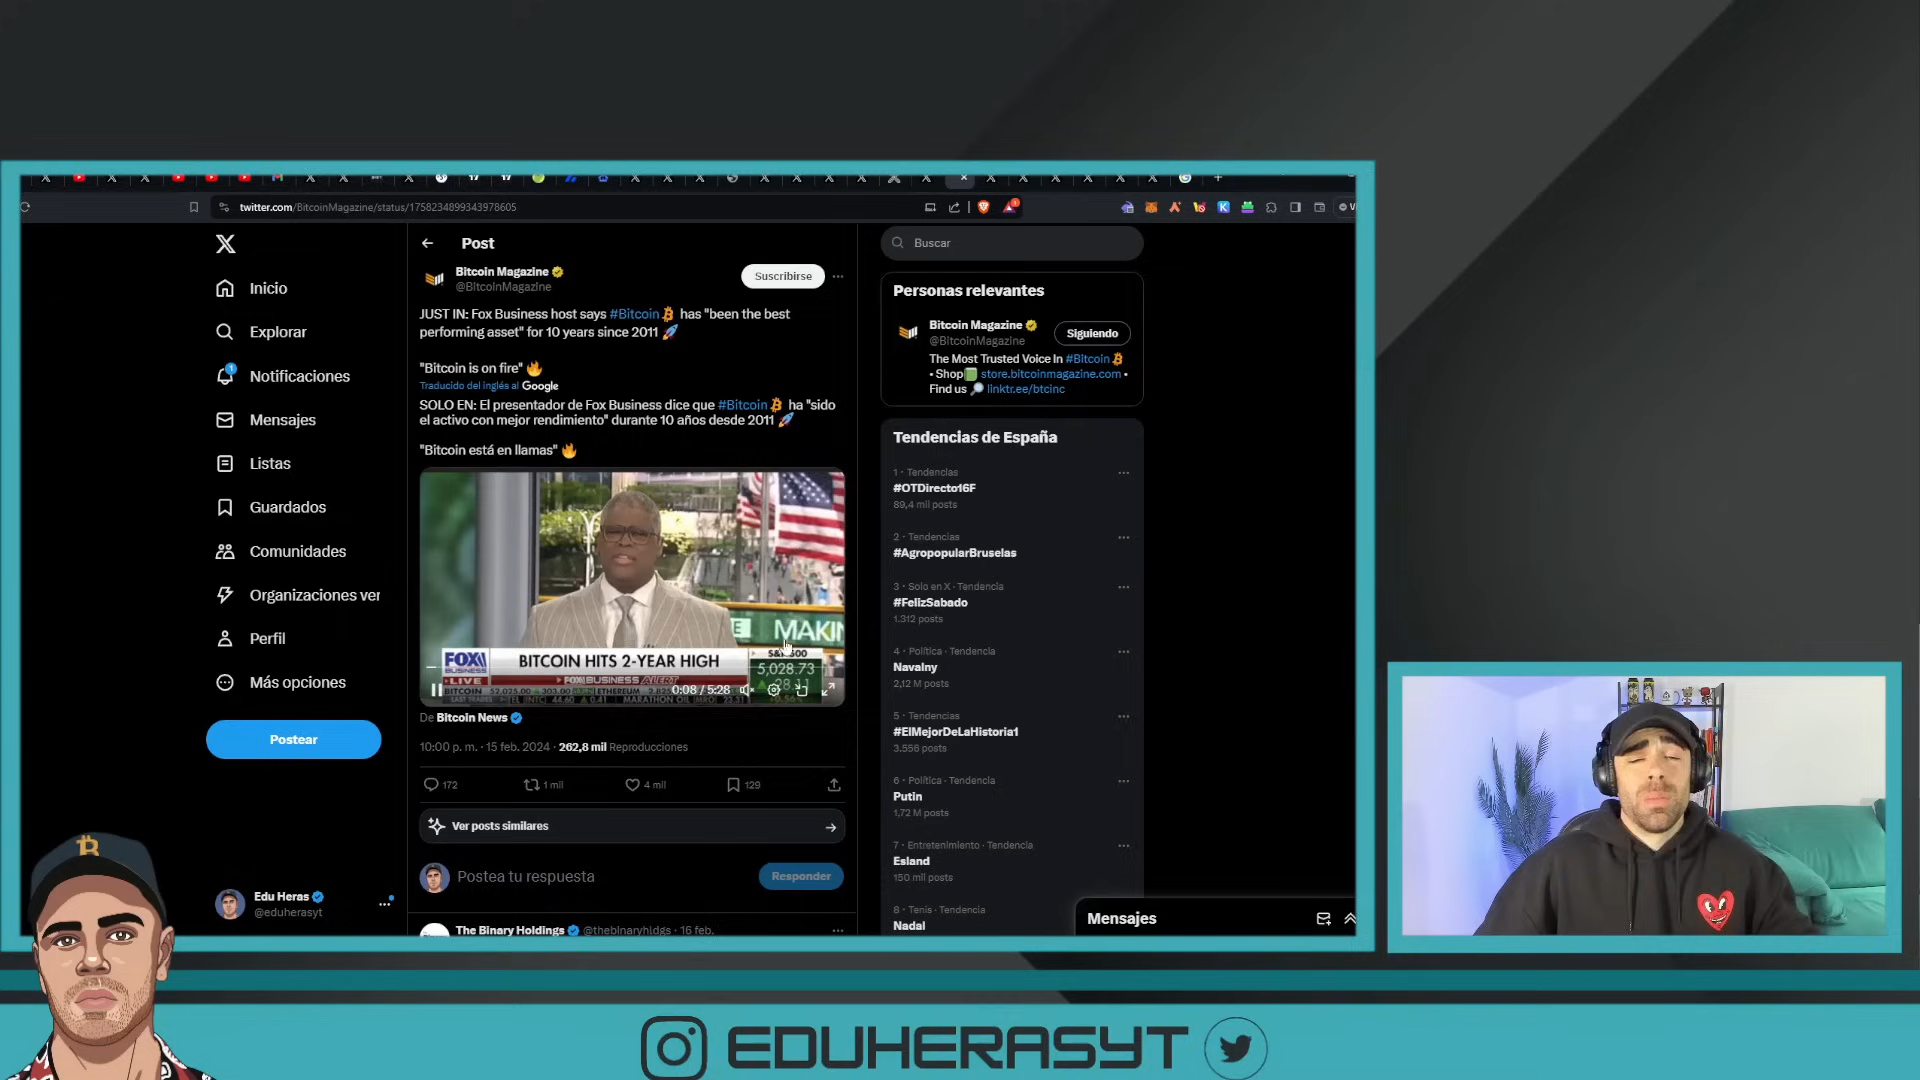 twitter.com/BitcoinMagazine/status/1758234899343978605
Inicio
Explorar
1
Notificaciones
Mensajes
Listas
Guardados
Comunidades
Organizaciones ver
Perfil
Más opciones
Postear
Edu Heras
@eduherasyt
Post
Bitcoin Magazine
@BitcoinMagazine
Suscribirse
JUST IN: Fox Business host says #Bitcoin has "been the best
performing asset" for 10 years since 2011
"Bitcoin is on fire"
Traducido del inglés al Google
SOLO EN: El presentador de Fox Business dice que #Bitcoin ha "sido
el activo con mejor rendimiento" durante 10 años desde 2011
"Bitcoin está en llamas"
MAKIN
FOX
BUSINESS
BITCOIN HITS 2-YEAR HIGH
S&P 500
5,028.73
LIVE
FOX BUSINESS ALERT
BITCOIN 52,025.00
ETHEREUM
MARATHON OIL (MRO)
0:08 / 5:28
De Bitcoin News
10:00 p. m. · 15 feb. 2024 · 262,8 mil Reproducciones
172
1 mil
4 mil
129
Ver posts similares
Postea tu respuesta
Responder
The Binary Holdings @thebinaryhldgs · 16 feb.
Buscar
Personas relevantes
Bitcoin Magazine
@BitcoinMagazine
Siguiendo
The Most Trusted Voice In #Bitcoin
• Shop store.bitcoinmagazine.com •
Find us linktr.ee/btcinc
Tendencias de España
1 · Tendencias
#OTDirecto16F
89,4 mil posts
2 · Tendencias
#AgropopularBruselas
3 · Solo en X · Tendencia
#FelizSabado
1.312 posts
4 · Política · Tendencia
Navalny
2,12 M posts
5 · Tendencias
#ElMejorDeLaHistoria1
3.556 posts
6 · Política · Tendencia
Putin
1,72 M posts
7 · Entretenimiento · Tendencia
Esland
150 mil posts
8 · Tenis · Tendencia
Nadal
Mensajes
EDUHERASYT